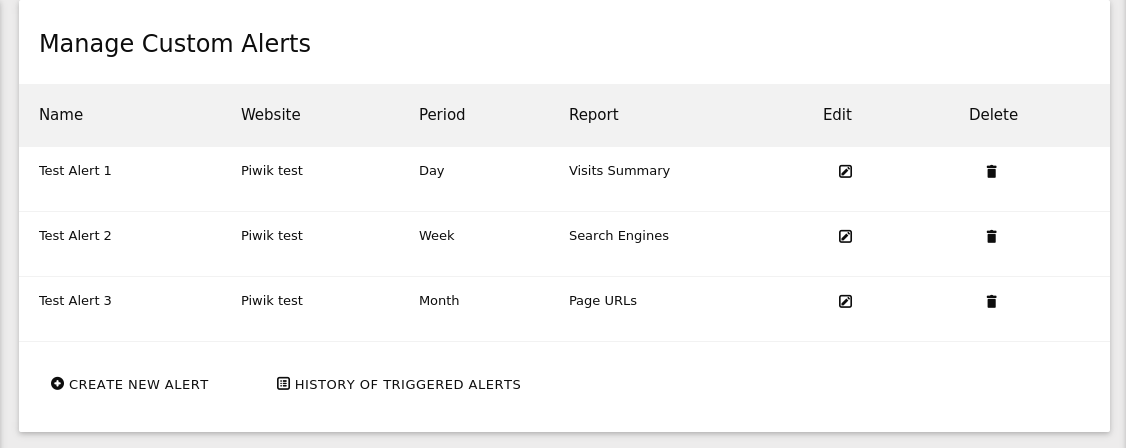 Manage Custom Alerts
Name Website Period Report Edit Delete
Test Alert 1 Piwik test Day Visits Summary
Test Alert 2 Piwik test Week Search Engines
Test Alert 3 Piwik test Month Page URLs
CREATE NEW ALERT HISTORY OF TRIGGERED ALERTS